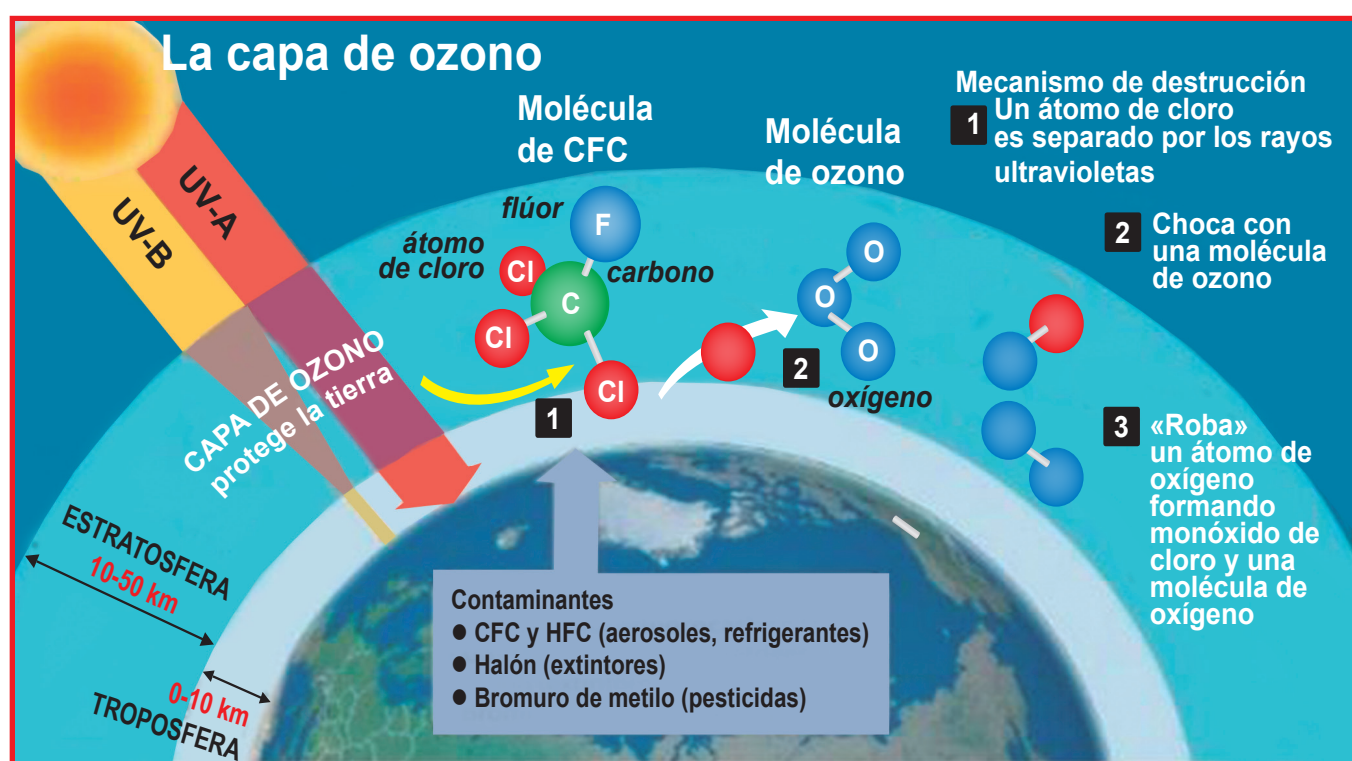 La capa de ozono
UV-A
UV-B
Molécula
de CFC
flúor
F
átomo
de cloro
Cl
carbono
C
Cl
Cl
1
Molécula
de ozono
O
O
O
2
oxígeno
Mecanismo de destrucción
1 Un átomo de cloro
es separado por los rayos
ultravioletas
2 Choca con
una molécula
de ozono
3 «Roba»
un átomo de
oxígeno
formando
monóxido de
cloro y una
molécula de
oxígeno
CAPA DE OZONO
protege la tierra
ESTRATOSFERA
10-50 km
0-10 km
TROPOSFERA
Contaminantes
● CFC y HFC (aerosoles, refrigerantes)
● Halón (extintores)
● Bromuro de metilo (pesticidas)